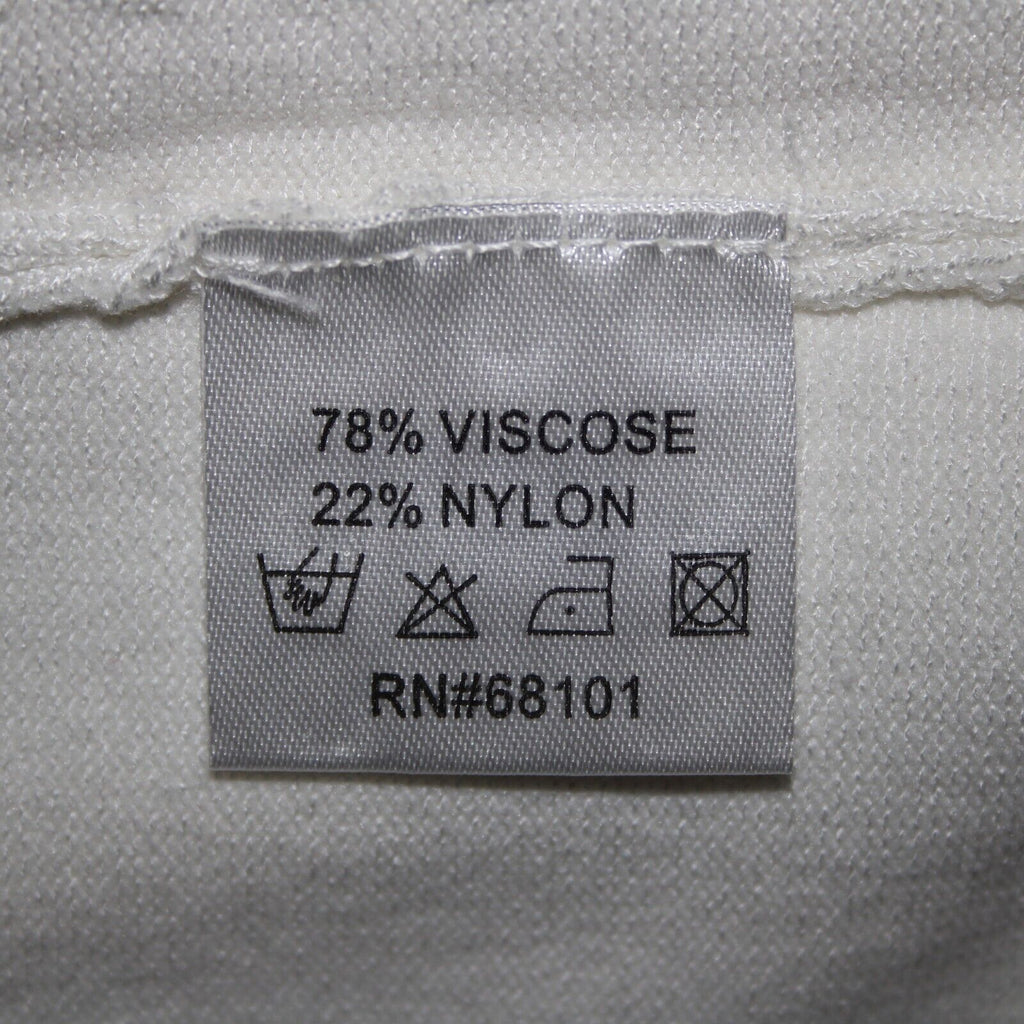 78% VISCOSE
22% NYLON
RN#68101